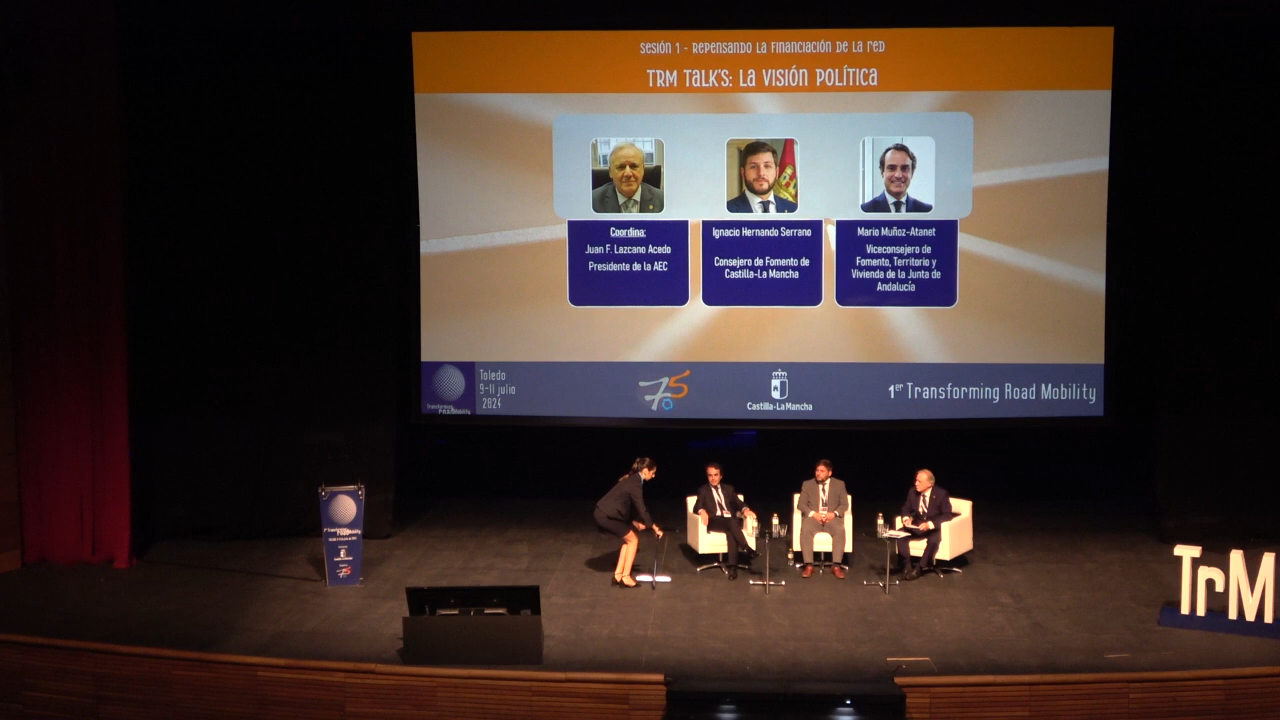 Sesión 1 - Repensando la financiación de la red
TRM Talk's: La visión política
Coordina:
Juan F. Lazcano Acedo
Presidente de la AEC
Ignacio Hernando Serrano
Consejero de Fomento de
Castilla-La Mancha
Mario Muñoz-Atanet
Viceconsejero de
Fomento, Territorio y
Vivienda de la Junta de
Andalucía
Transforming
Road Mobility
Toledo
9-11 julio
2024
75
Castilla-La Mancha
1er Transforming Road Mobility
TrM